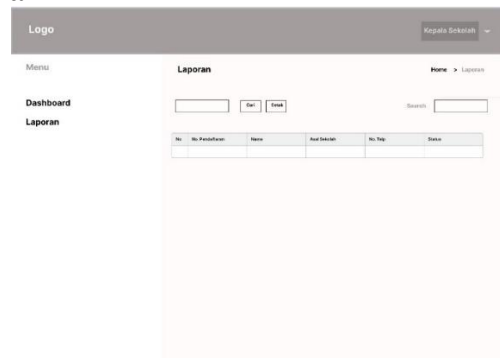 Logo
Kepala Sekolah
Menu
Laporan
Home > Laporan
Dashboard
Laporan
Cari
Cetak
Search
No
No. Pendaftaran
Nama
Asal Sekolah
No. Telp
Status